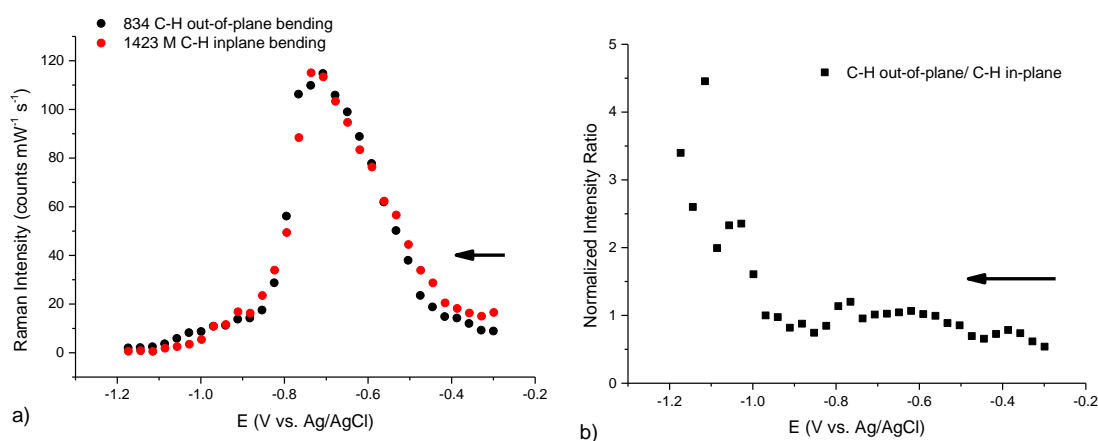 834 C-H out-of-plane bending
1423 M C-H inplane bending
120
100
80
60
40
20
0
Raman Intensity (counts mW⁻¹ s⁻¹)
-1.2 -1.0 -0.8 -0.6 -0.4 -0.2
E (V vs. Ag/AgCl)
a)
C-H out-of-plane/ C-H in-plane
5
4
3
2
1
0
Normalized Intensity Ratio
-1.2 -1.0 -0.8 -0.6 -0.4 -0.2
E (V vs. Ag/AgCl)
b)